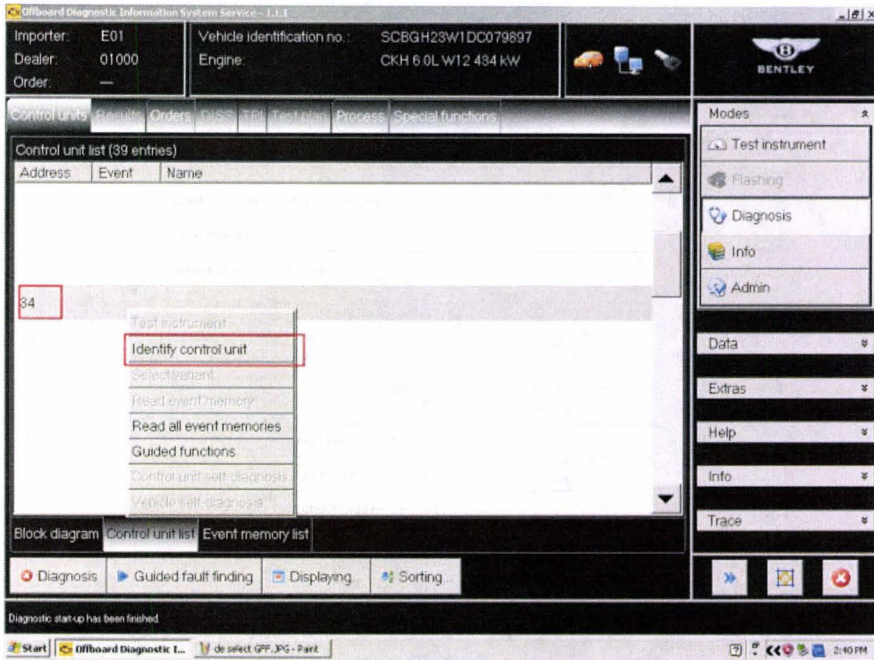 Offboard Diagnostic Information System Service - 1.1.1
Importer: E01
Dealer: 01000
Order: —
Vehicle identification no.: SCBGH23W1DC079897
Engine: CKH 6.0L W12 434 kW
BENTLEY
Control units Results Orders DISS TPI Test plan Process Special functions
Control unit list (39 entries)
Address Event Name
34
Test instrument
Identify control unit
Select variant
Read event memory
Read all event memories
Guided functions
Control unit self-diagnosis
Vehicle self-diagnosis
Block diagram Control unit list Event memory list
Diagnosis Guided fault finding Displaying... Sorting...
Modes
Test instrument
Flashing
Diagnosis
Info
Admin
Data
Extras
Help
Info
Trace
Diagnostic start-up has been finished
Start Offboard Diagnostic I... de select GFF.JPG - Paint 2:40 PM